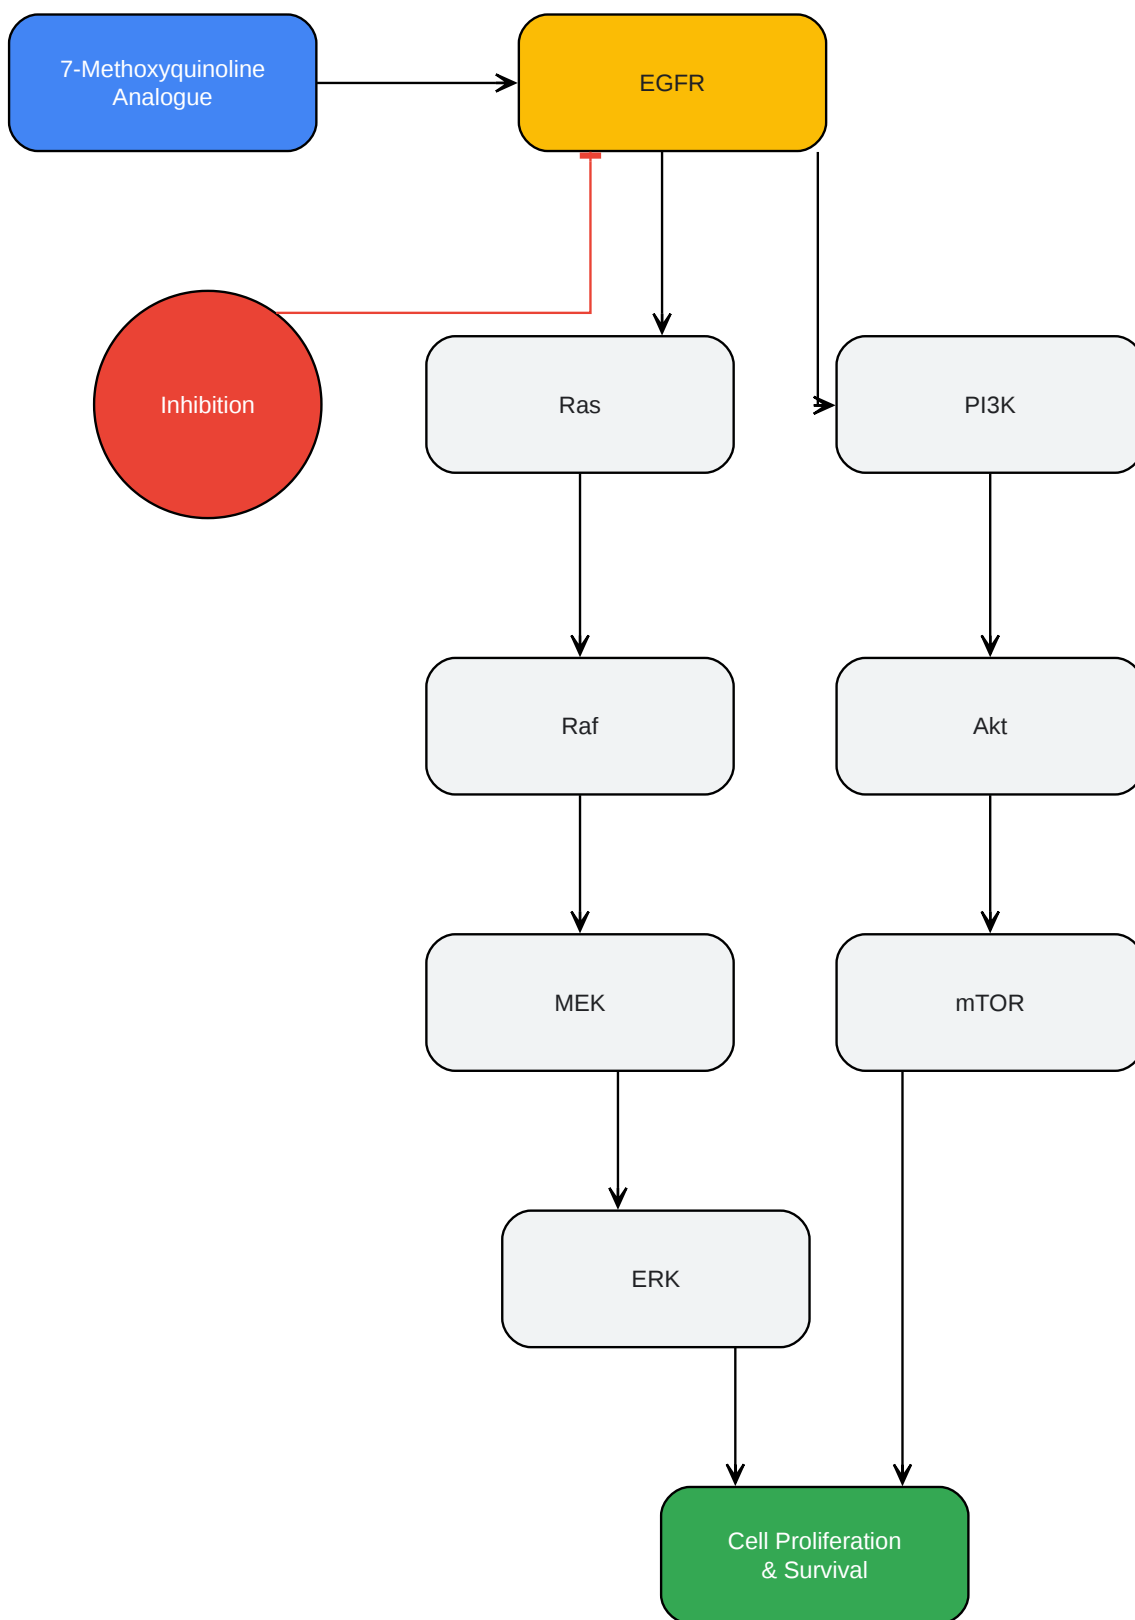 7-Methoxyquinoline
Analogue
EGFR
Inhibition
Ras
PI3K
Raf
Akt
MEK
mTOR
ERK
Cell Proliferation
& Survival